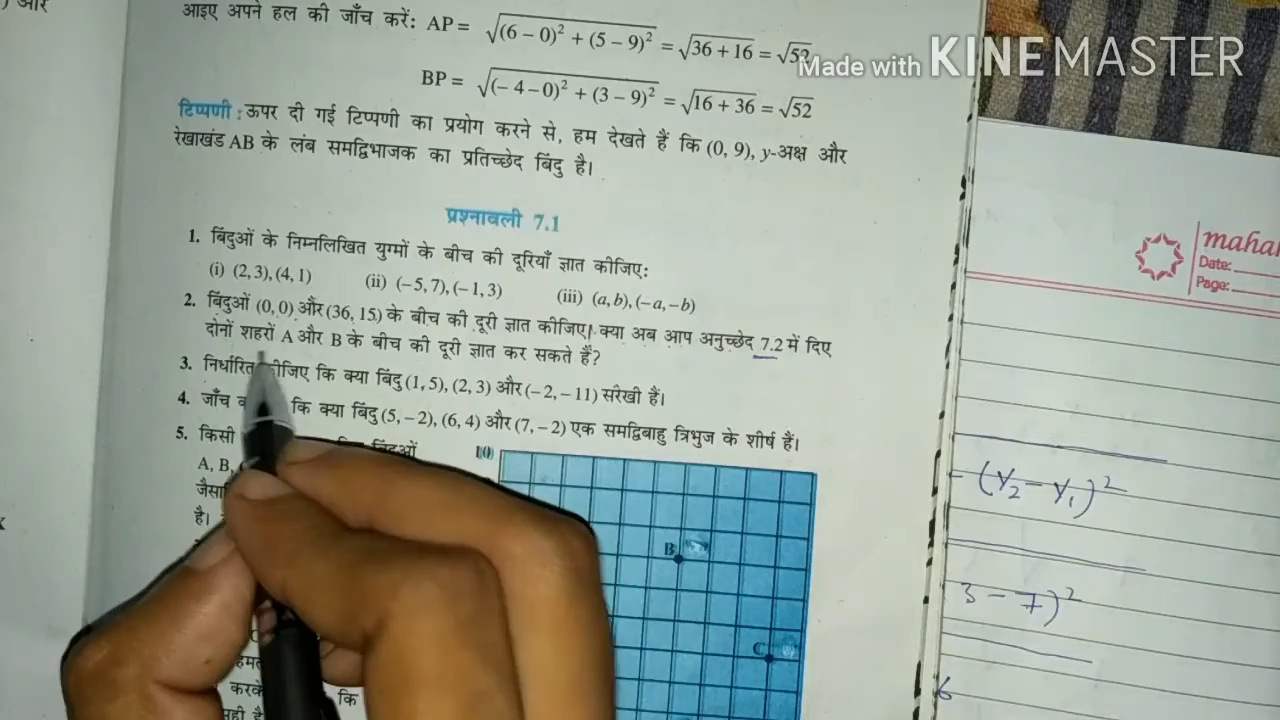 आइए अपने हल की जाँच करें: AP = √(6 – 0)² + (5 – 9)² = √36 + 16 = √52
Made with KINEMASTER
BP = √(– 4 – 0)² + (3 – 9)² = √16 + 36 = √52
टिप्पणी : ऊपर दी गई टिप्पणी का प्रयोग करने से, हम देखते हैं कि (0, 9), y-अक्ष और
रेखाखंड AB के लंब समद्विभाजक का प्रतिच्छेद बिंदु है।
प्रश्नावली 7.1
1. बिंदुओं के निम्नलिखित युग्मों के बीच की दूरियाँ ज्ञात कीजिए:
(i) (2, 3), (4, 1) (ii) (– 5, 7), (– 1, 3) (iii) (a, b), (– a, – b)
2. बिंदुओं (0, 0) और (36, 15) के बीच की दूरी ज्ञात कीजिए। क्या अब आप अनुच्छेद 7.2 में दिए
दोनों शहरों A और B के बीच की दूरी ज्ञात कर सकते हैं?
3. निर्धारित कीजिए कि क्या बिंदु (1, 5), (2, 3) और (– 2, – 11) सरेखी हैं।
4. जाँच कि क्या बिंदु (5, – 2), (6, 4) और (7, – 2) एक समद्विबाहु त्रिभुज के शीर्ष हैं।
5. किसी बिंदुओं
A, B,
है।
कि
10
B
C
maha
Date:
Page:
– (y₂ – y₁)²
3 – 7)²
6